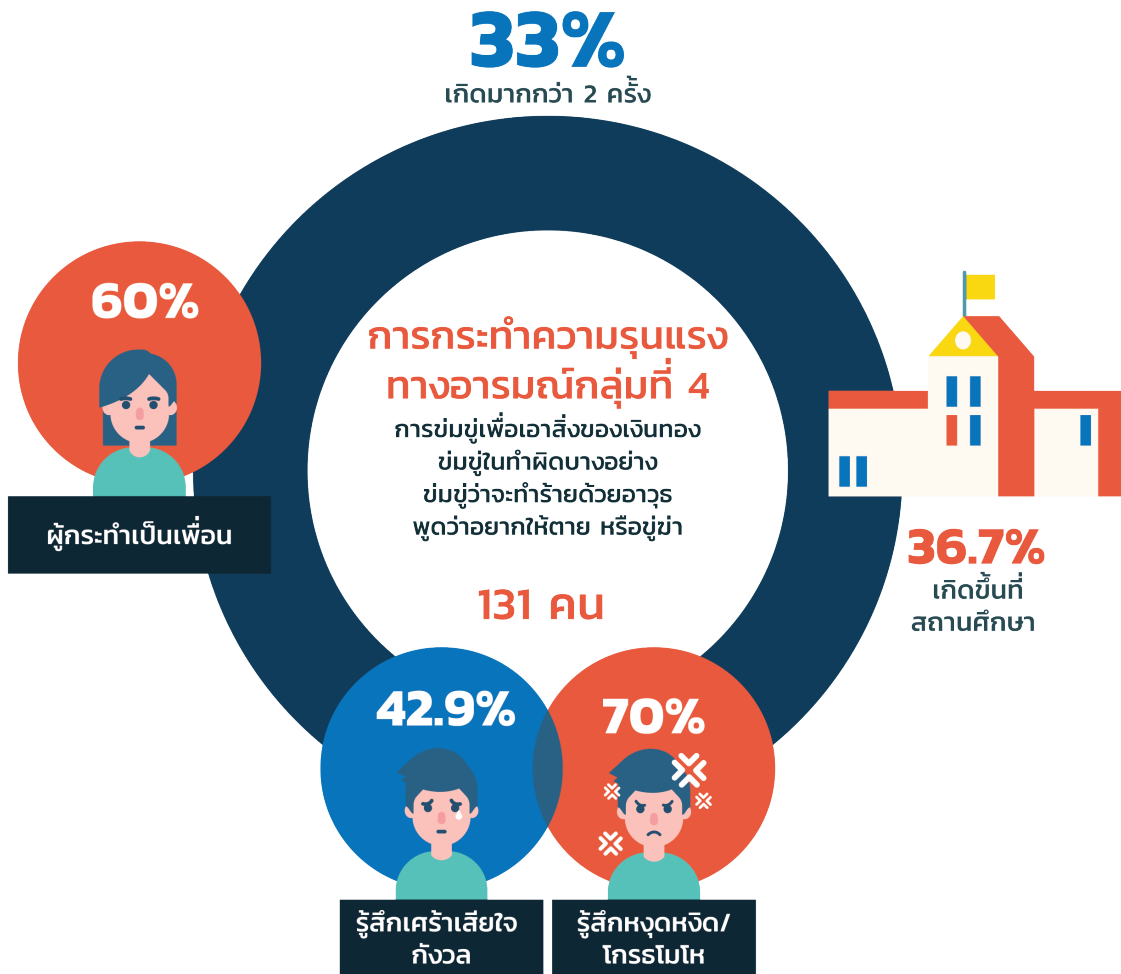 33%
เกิดมากกว่า 2 ครั้ง
60%
ผู้กระทำเป็นเพื่อน
การกระทำความรุนแรง
ทางอารมณ์กลุ่มที่ 4
การข่มขู่เพื่อเอาสิ่งของเงินทอง
ข่มขู่ในทำผิดบางอย่าง
ข่มขู่ว่าจะทำร้ายด้วยอาวุธ
พูดว่าอยากให้ตาย หรือขู่ฆ่า
131 คน
36.7%
เกิดขึ้นที่
สถานศึกษา
42.9%
รู้สึกเศร้าเสียใจ
กังวล
70%
รู้สึกหงุดหงิด/
โกรธโมโห